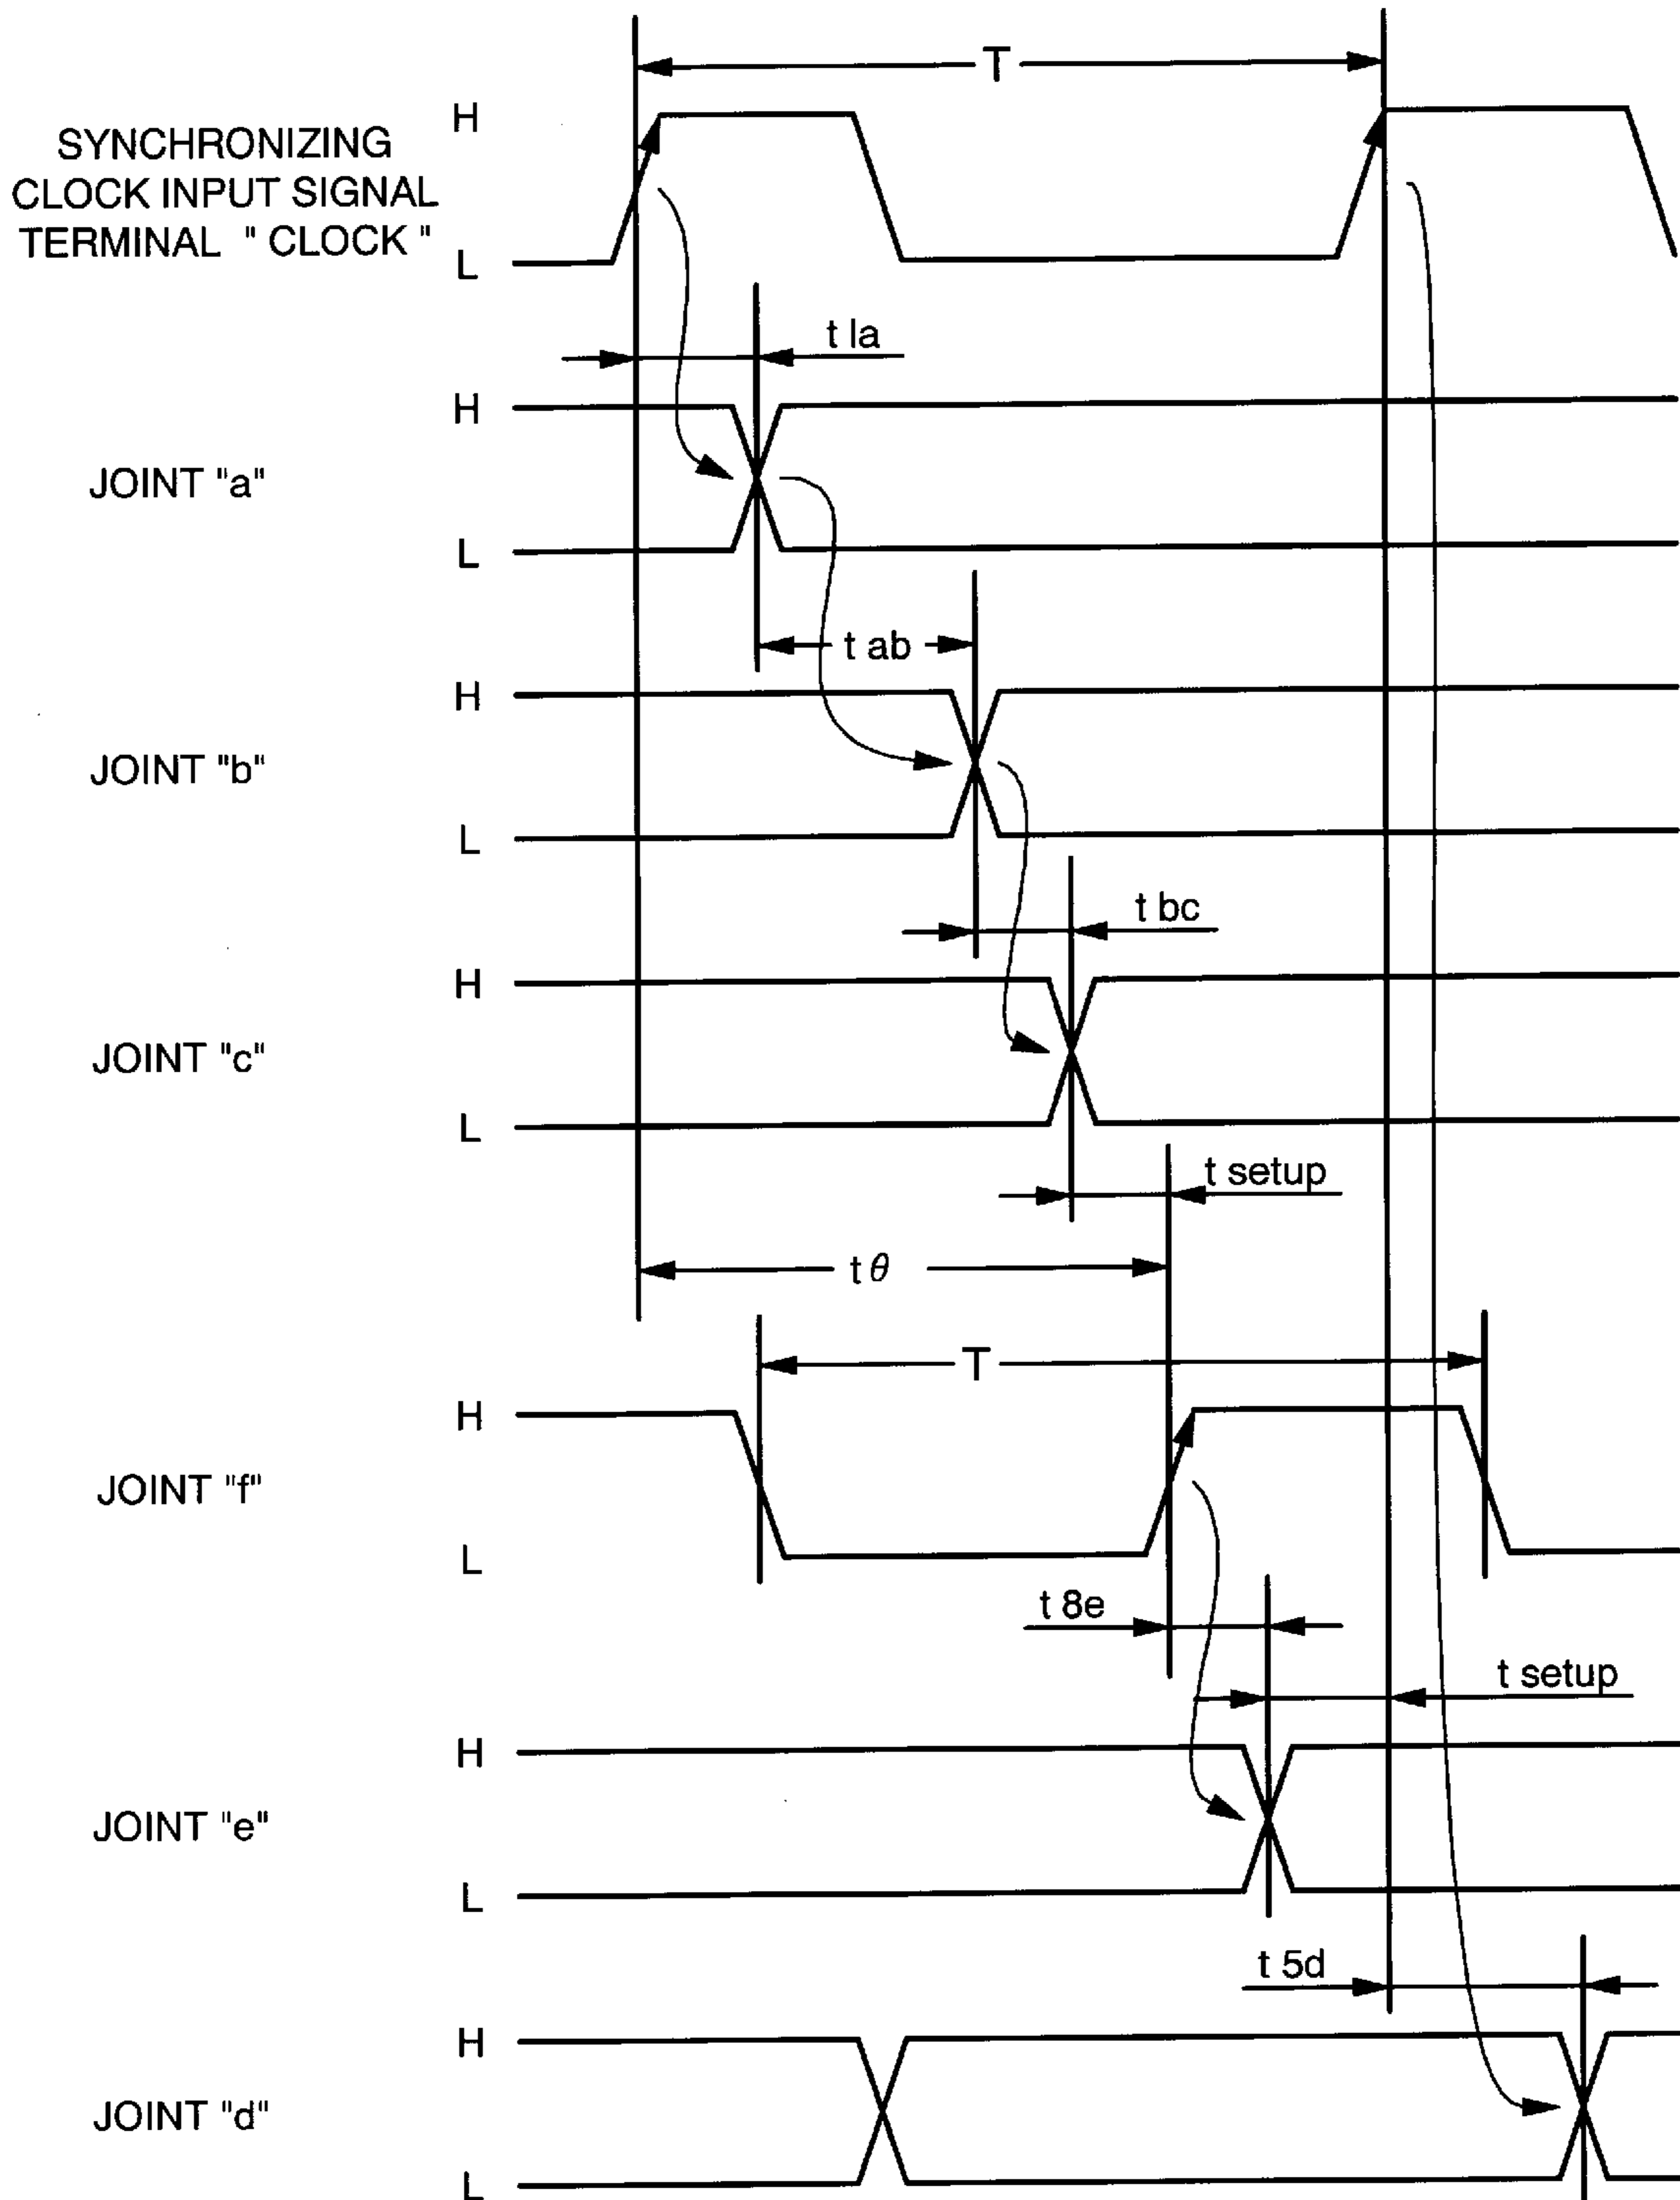 T
H
SYNCHRONIZING
CLOCK INPUT SIGNAL
TERMINAL " CLOCK "
L
t la
H
JOINT "a"
L
t ab
H
JOINT "b"
L
t bc
H
JOINT "c"
L
t setup
t θ
T
H
JOINT "f"
L
t 8e
t setup
H
JOINT "e"
L
t 5d
H
JOINT "d"
L